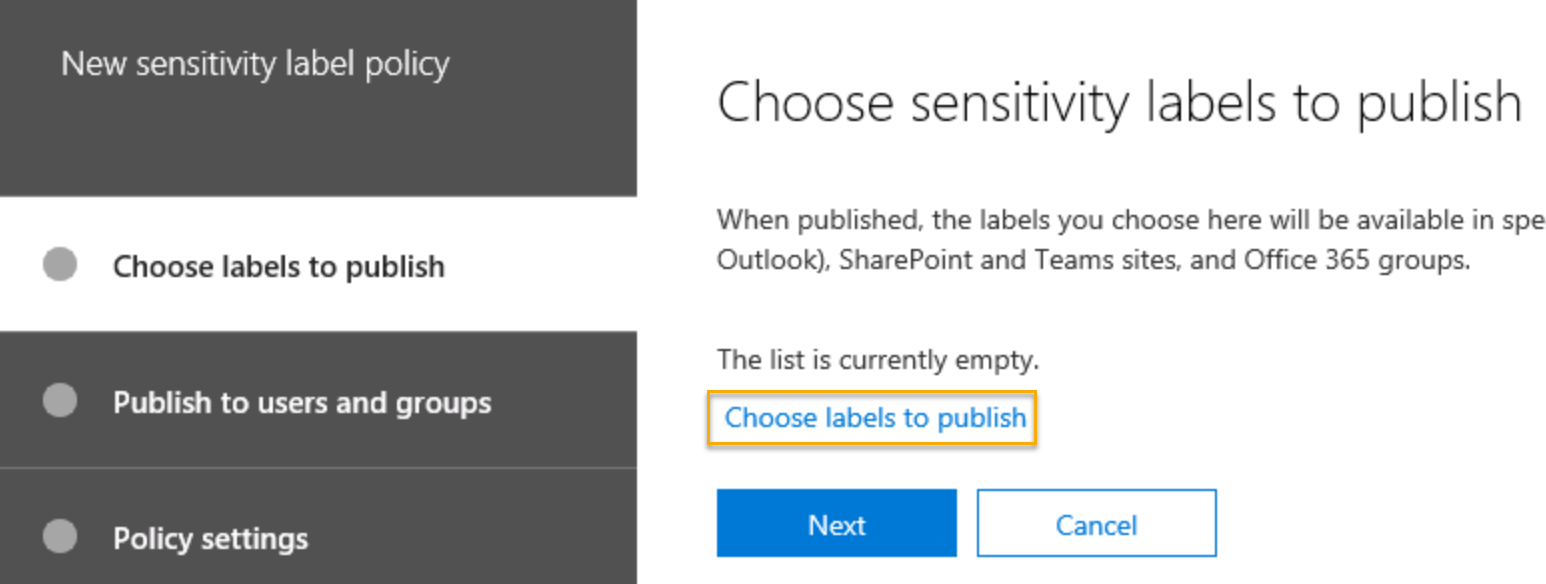 New sensitivity label policy
Choose labels to publish
Publish to users and groups
Policy settings
Choose sensitivity labels to publish
When published, the labels you choose here will be available in spe
Outlook), SharePoint and Teams sites, and Office 365 groups.
The list is currently empty.
Choose labels to publish
Next
Cancel